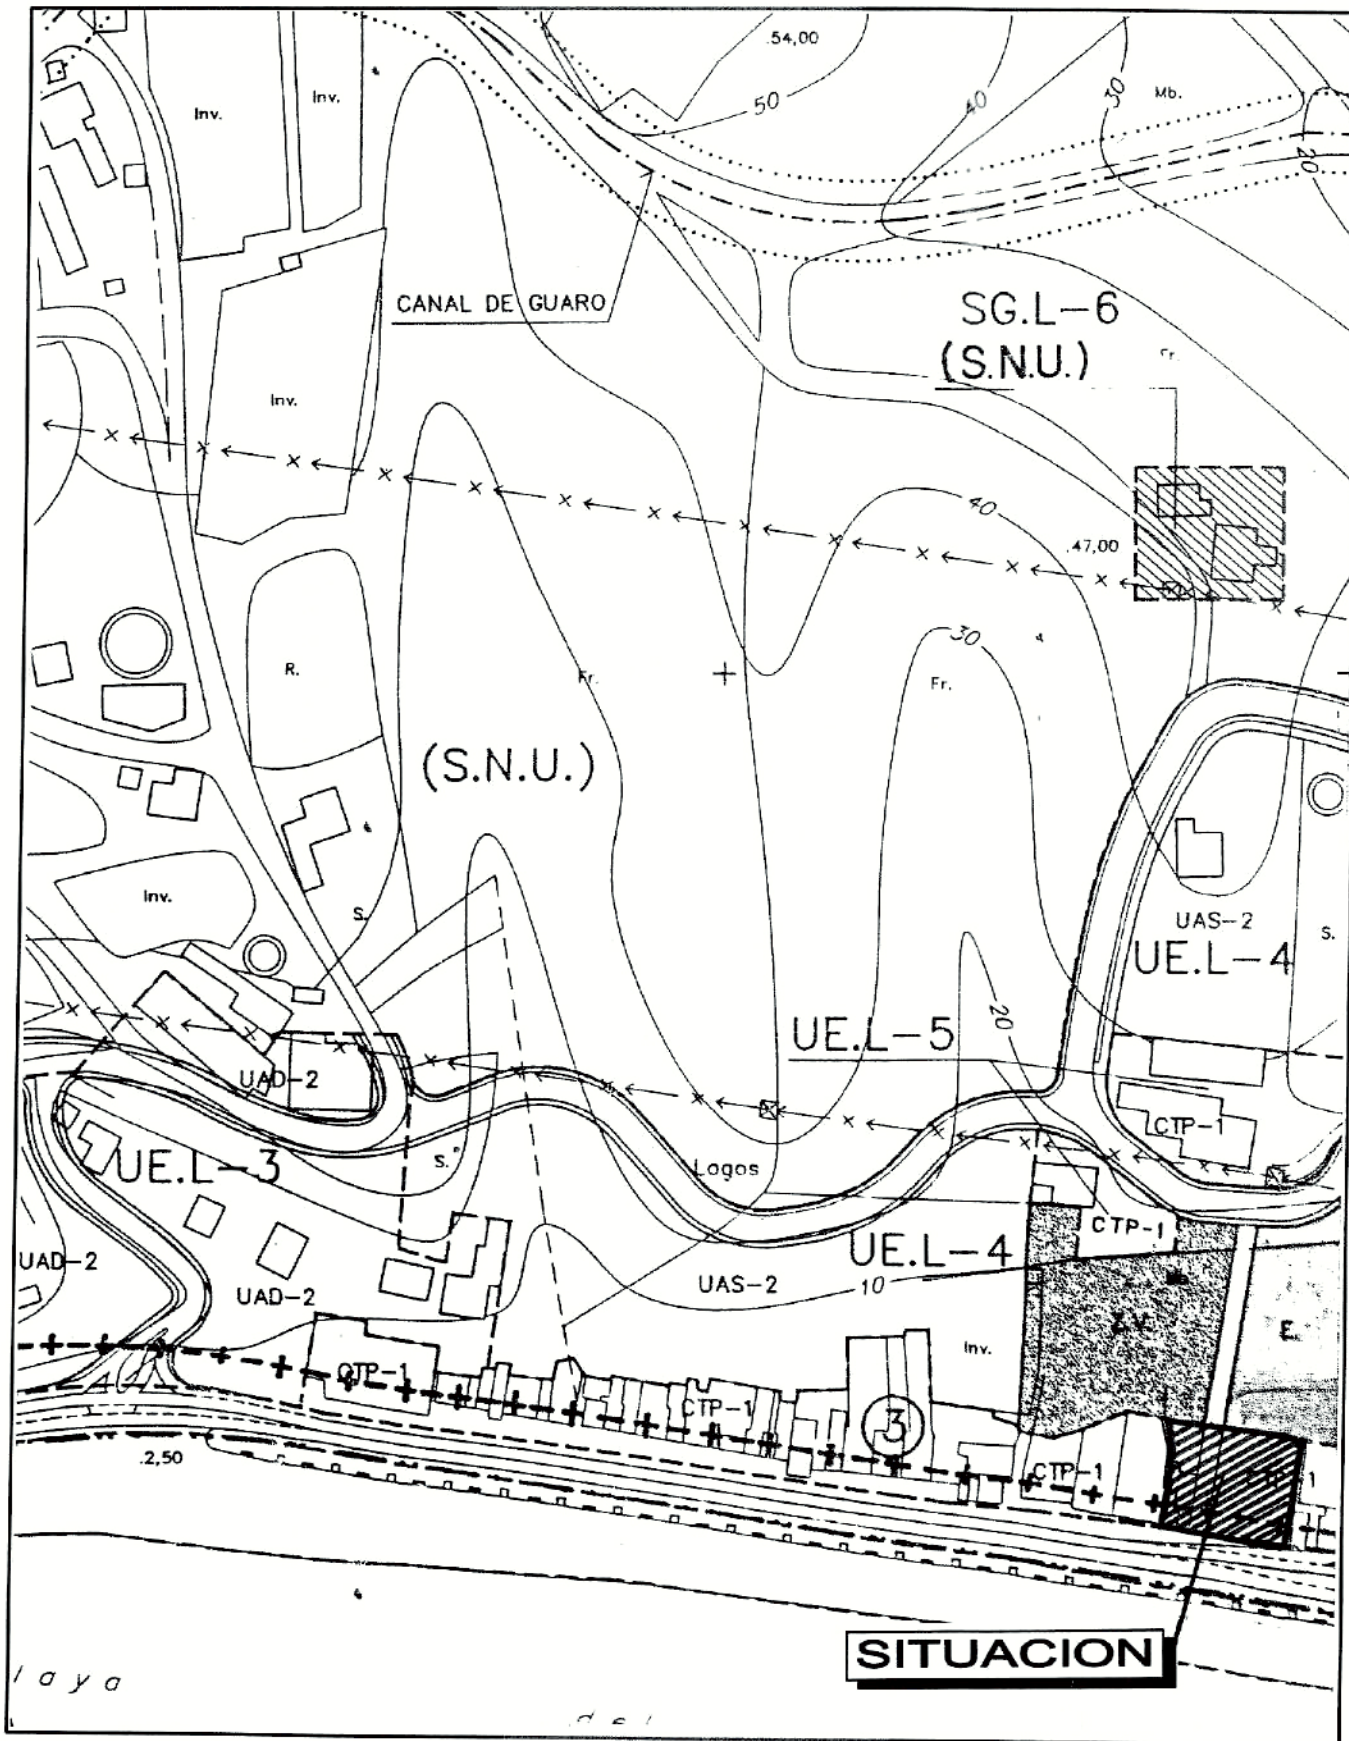 .54,00
50
40
30
Mb.
20
Inv.
Inv.
CANAL DE GUARO
SG.L-6
(S.N.U.)
Fr.
Inv.
40
.47,00
30
R.
Fr.
Fr.
(S.N.U.)
Inv.
S.
UAS-2
S.
UE.L-4
20
UE.L-5
UAD-2
CTP-1
UE.L-3
S.
Lagos
CTP-1
UE.L-4
UAD-2
UAD-2
UAS-2
10
Z.V.
E.
Inv.
CTP-1
CTP-1
3
CTP-1
.2,50
SITUACION
laya
del